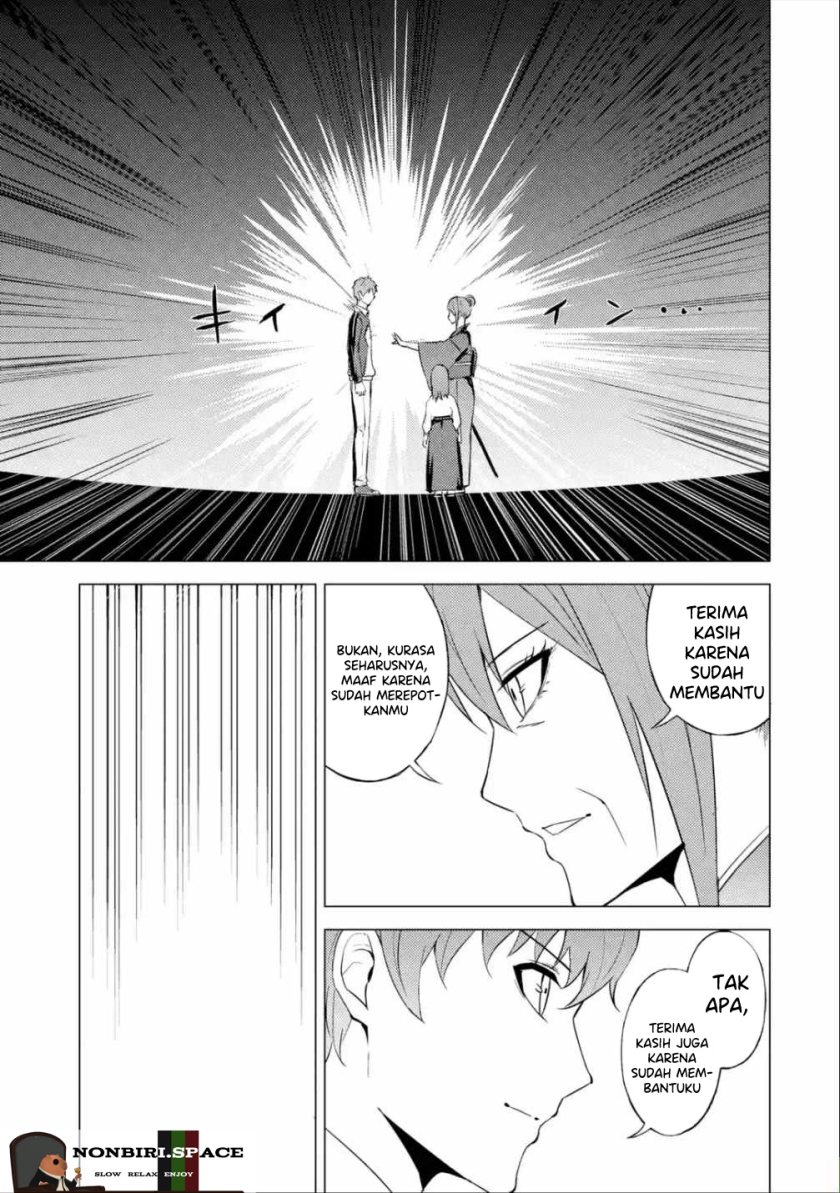 キィ
ィン...
TERIMA
KASIH
KARENA
SUDAH
MEMBANTU
BUKAN, KURASA
SEHARUSNYA,
MAAF KARENA
SUDAH MEREPOT-
KANMU
TAK
APA,
TERIMA
KASIH JUGA
KARENA
SUDAH MEM-
BANTUKU
NONBIRI.SPACE
SLOW RELAX ENJOY